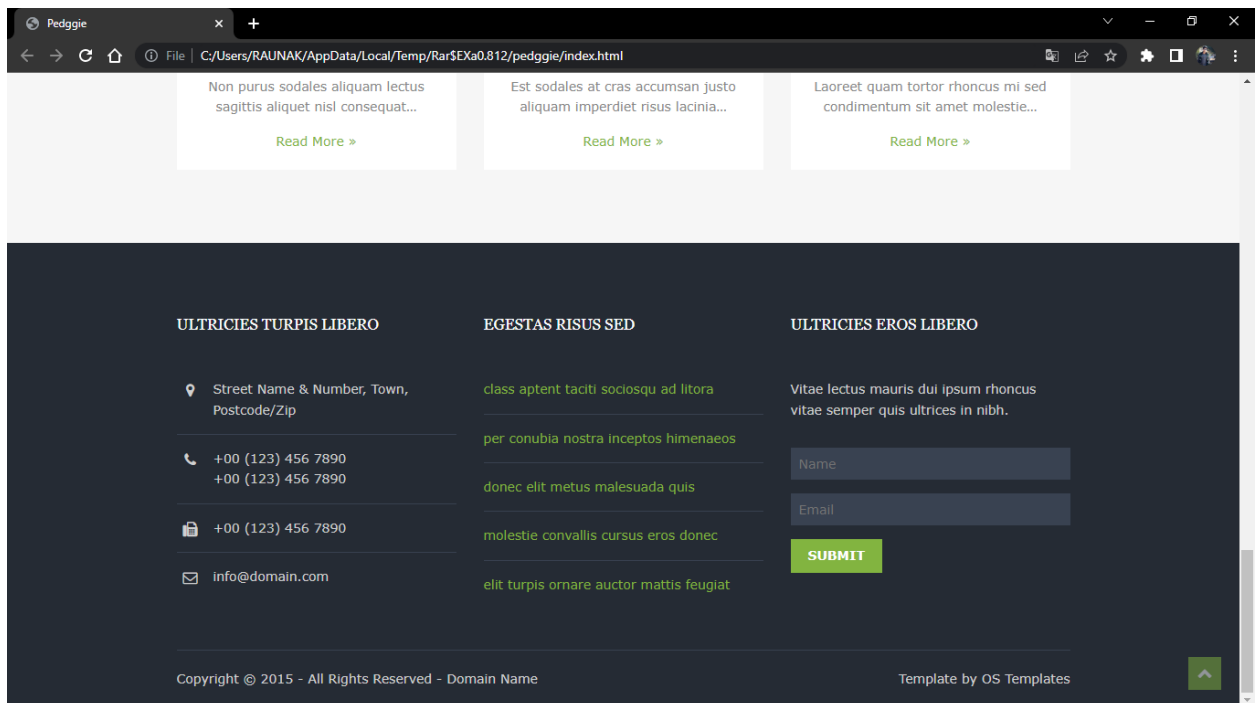 Pedggie
File
C:/Users/RAUNAK/AppData/Local/Temp/Rar$EXa0.812/pedggie/index.html
Non purus sodales aliquam lectus
sagittis aliquet nisl consequat...
Read More »
Est sodales at cras accumsan justo
aliquam imperdiet risus lacinia...
Read More »
Laoreet quam tortor rhoncus mi sed
condimentum sit amet molestie...
Read More »
ULTRICIES TURPIS LIBERO
Street Name & Number, Town,
Postcode/Zip
+00 (123) 456 7890
+00 (123) 456 7890
+00 (123) 456 7890
info@domain.com
EGESTAS RISUS SED
class aptent taciti sociosqu ad litora
per conubia nostra inceptos himenaeos
donec elit metus malesuada quis
molestie convallis cursus eros donec
elit turpis ornare auctor mattis feugiat
ULTRICIES EROS LIBERO
Vitae lectus mauris dui ipsum rhoncus
vitae semper quis ultrices in nibh.
Name
Email
SUBMIT
Copyright © 2015 - All Rights Reserved - Domain Name
Template by OS Templates